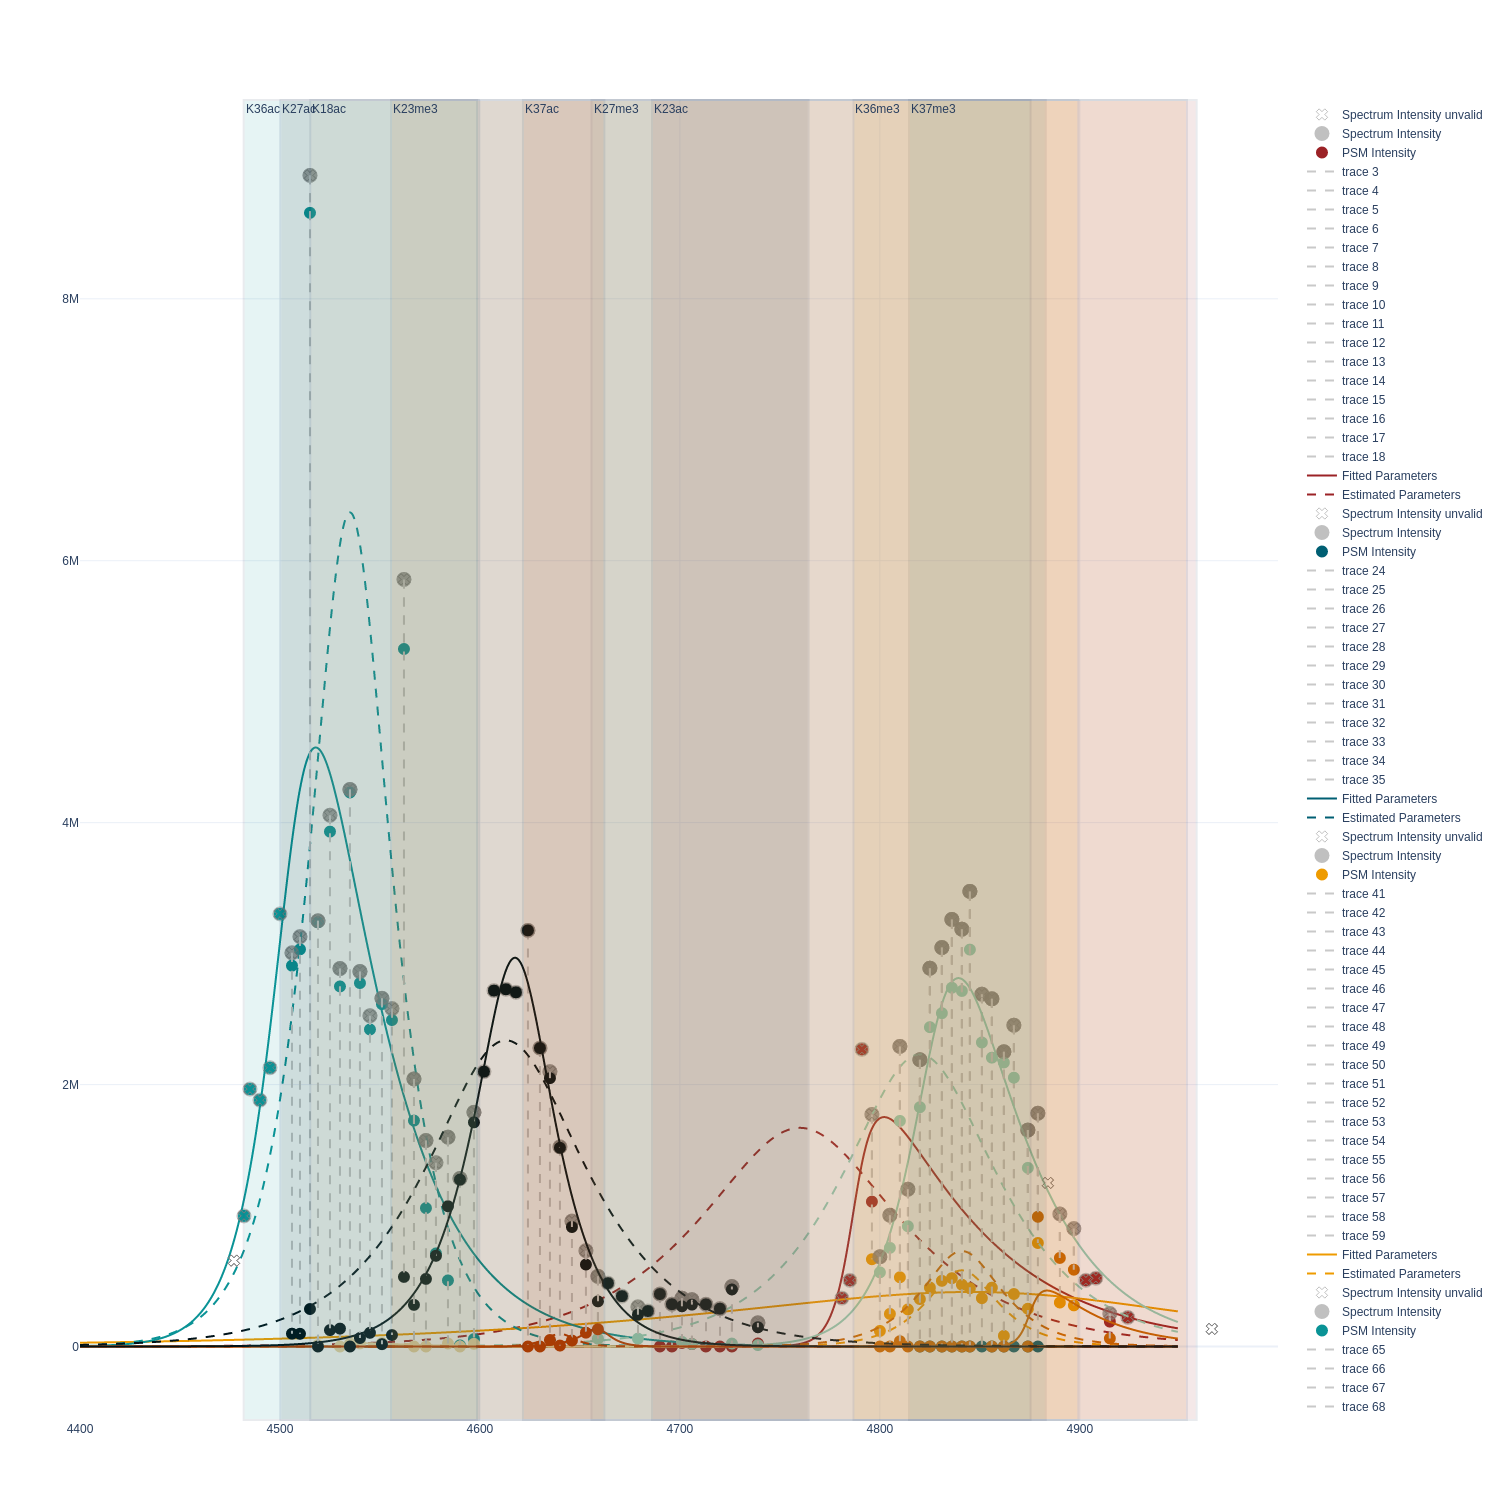 K36ac K27ac K18ac K23me3 K37ac K27me3 K23ac K36me3 K37me3
8M
6M
4M
2M
0
4400 4500 4600 4700 4800 4900
Spectrum Intensity unvalid
Spectrum Intensity
PSM Intensity
trace 3
trace 4
trace 5
trace 6
trace 7
trace 8
trace 9
trace 10
trace 11
trace 12
trace 13
trace 14
trace 15
trace 16
trace 17
trace 18
Fitted Parameters
Estimated Parameters
Spectrum Intensity unvalid
Spectrum Intensity
PSM Intensity
trace 24
trace 25
trace 26
trace 27
trace 28
trace 29
trace 30
trace 31
trace 32
trace 33
trace 34
trace 35
Fitted Parameters
Estimated Parameters
Spectrum Intensity unvalid
Spectrum Intensity
PSM Intensity
trace 41
trace 42
trace 43
trace 44
trace 45
trace 46
trace 47
trace 48
trace 49
trace 50
trace 51
trace 52
trace 53
trace 54
trace 55
trace 56
trace 57
trace 58
trace 59
Fitted Parameters
Estimated Parameters
Spectrum Intensity unvalid
Spectrum Intensity
PSM Intensity
trace 65
trace 66
trace 67
trace 68